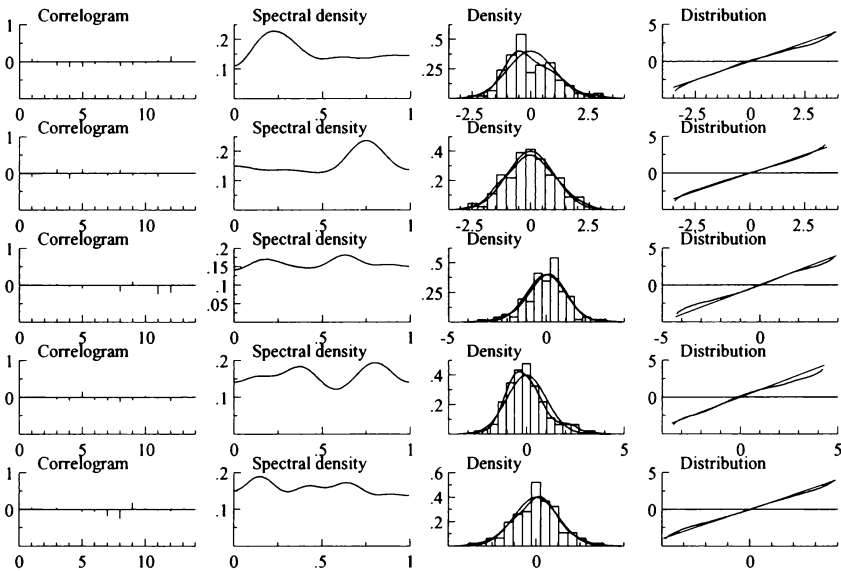 Correlogram Spectral density Density Distribution
1 .2 .5 5
0 .1 .25 0
0 5 10 0 .5 1 -2.5 0 2.5 -2.5 0 2.5
Correlogram Spectral density Density Distribution
1 .2 .4 5
0 .1 .2 0
0 5 10 0 .5 1 -2.5 0 2.5 -2.5 0 2.5
Correlogram Spectral density Density Distribution
1 .2 .5 5
0 .15 .1 .05 .25 0
0 5 10 0 .5 1 -5 0 5 -5 0
Correlogram Spectral density Density Distribution
1 .2 .4 5
0 .1 .2 0
0 5 10 0 .5 1 0 5 0 5
Correlogram Spectral density Density Distribution
1 .2 .6 5
0 .1 .4 .2 0
0 5 10 0 .5 1 0 0